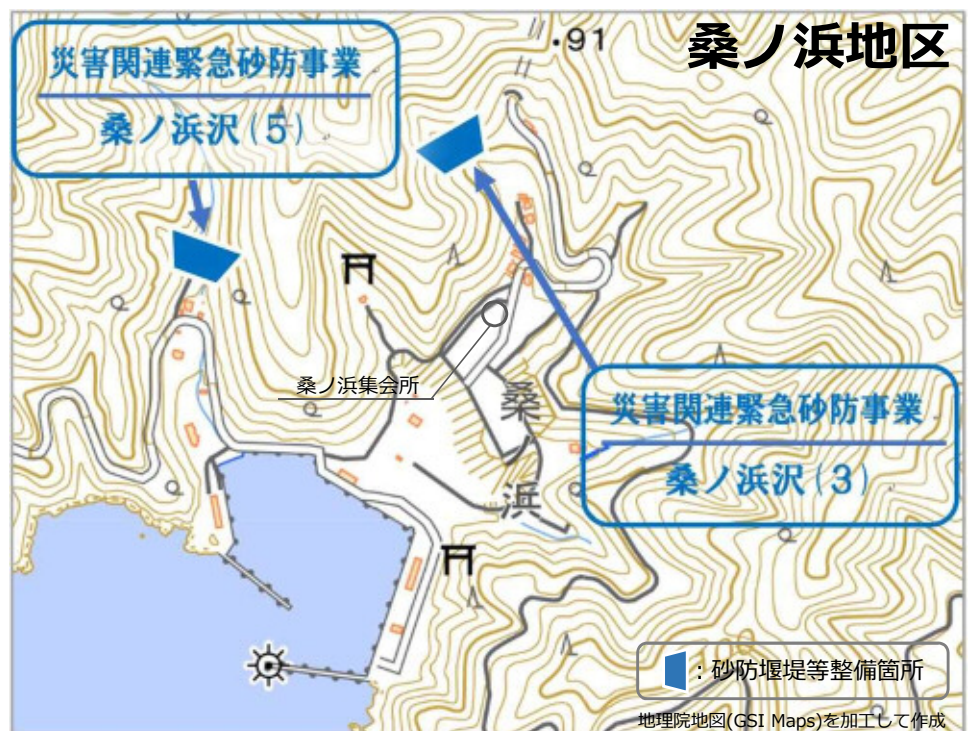 桑ノ浜地区
災害関連緊急砂防事業
桑ノ浜沢(5)
・91
桑ノ浜集会所
桑ノ浜
災害関連緊急砂防事業
桑ノ浜沢(3)
:砂防堰堤等整備箇所
地理院地図(GSI Maps)を加工して作成